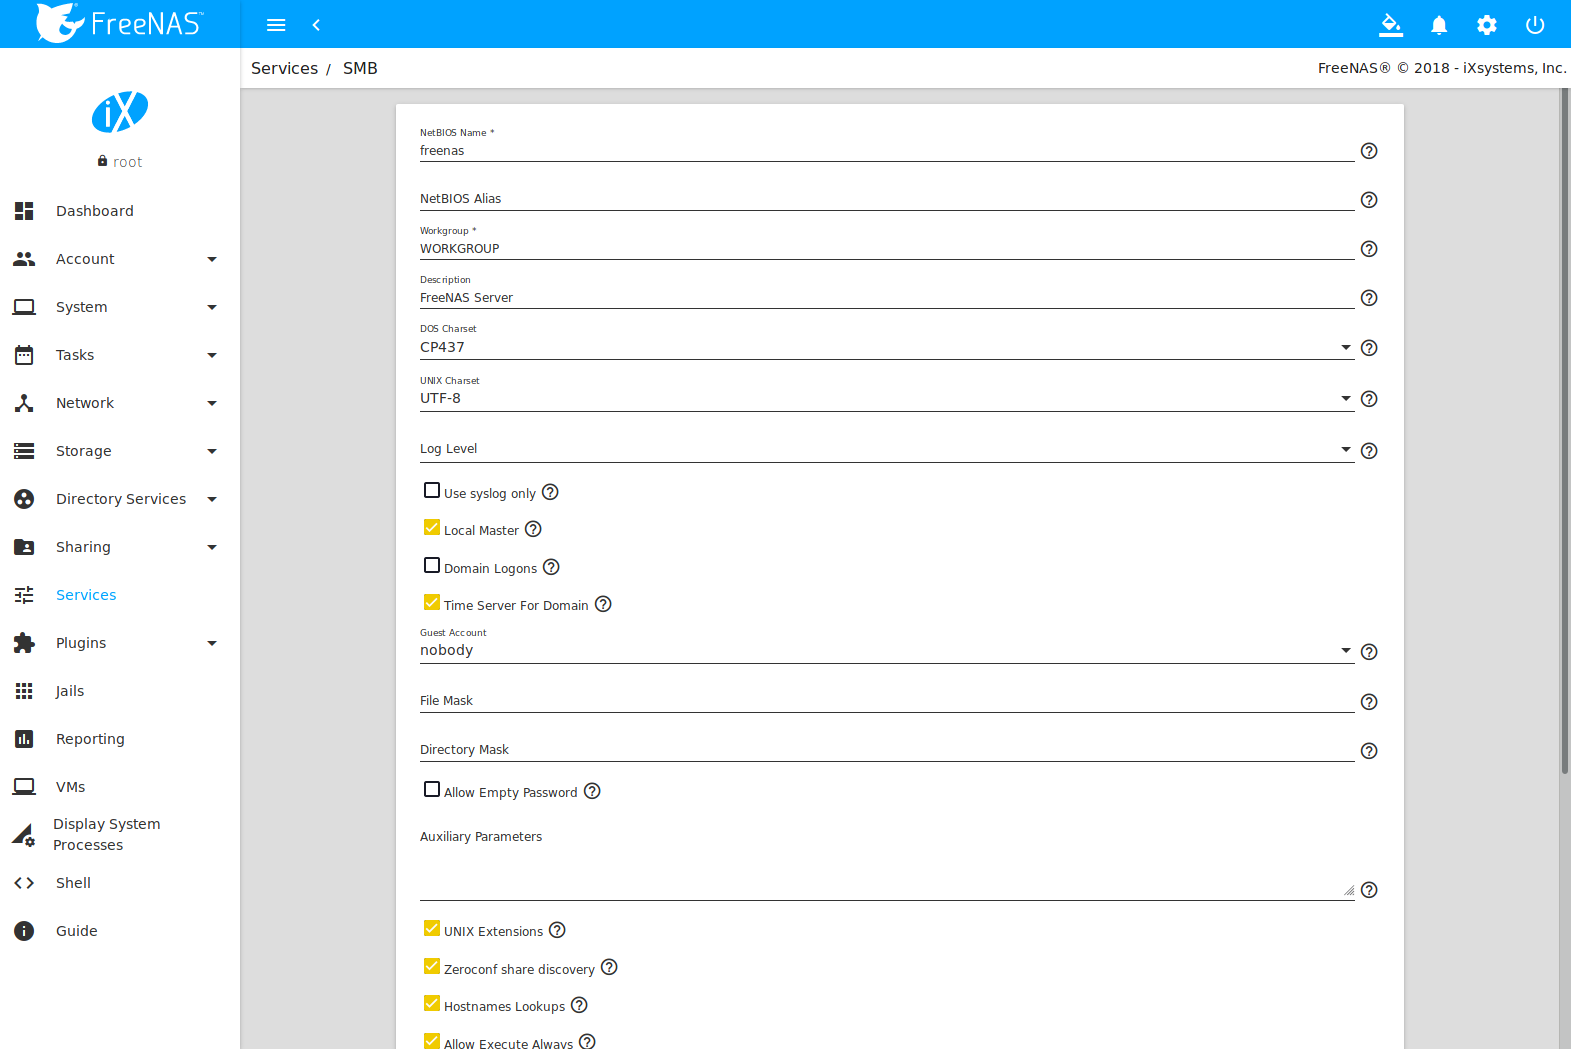 FreeNAS™
Services / SMB
FreeNAS® © 2018 - iXsystems, Inc.
iX
root
Dashboard
Account
System
Tasks
Network
Storage
Directory Services
Sharing
Services
Plugins
Jails
Reporting
VMs
Display System
Processes
Shell
Guide
NetBIOS Name *
freenas
NetBIOS Alias
Workgroup *
WORKGROUP
Description
FreeNAS Server
DOS Charset
CP437
UNIX Charset
UTF-8
Log Level
Use syslog only
Local Master
Domain Logons
Time Server For Domain
Guest Account
nobody
File Mask
Directory Mask
Allow Empty Password
Auxiliary Parameters
UNIX Extensions
Zeroconf share discovery
Hostnames Lookups
Allow Execute Always